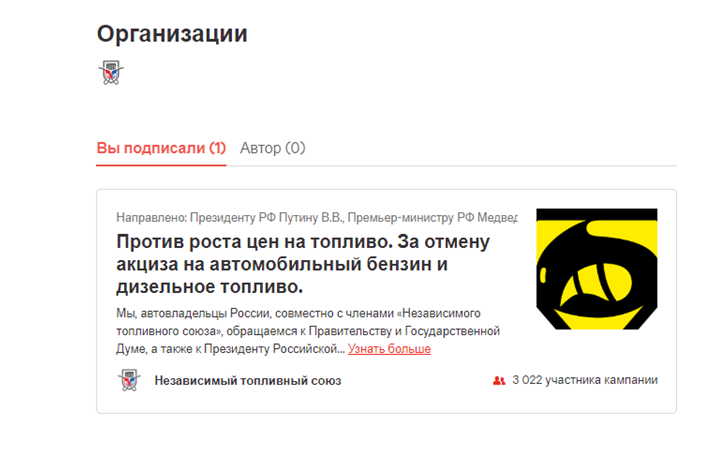 Организации
Вы подписали (1) Автор (0)
Направлено: Президенту РФ Путину В.В., Премьер-министру РФ Медвед
Против роста цен на топливо. За отмену
акциза на автомобильный бензин и
дизельное топливо.
Мы, автовладельцы России, совместно с членами «Независимого
топливного союза», обращаемся к Правительству и Государственной
Думе, а также к Президенту Российской... Узнать больше
Независимый топливный союз
3 022 участника кампании